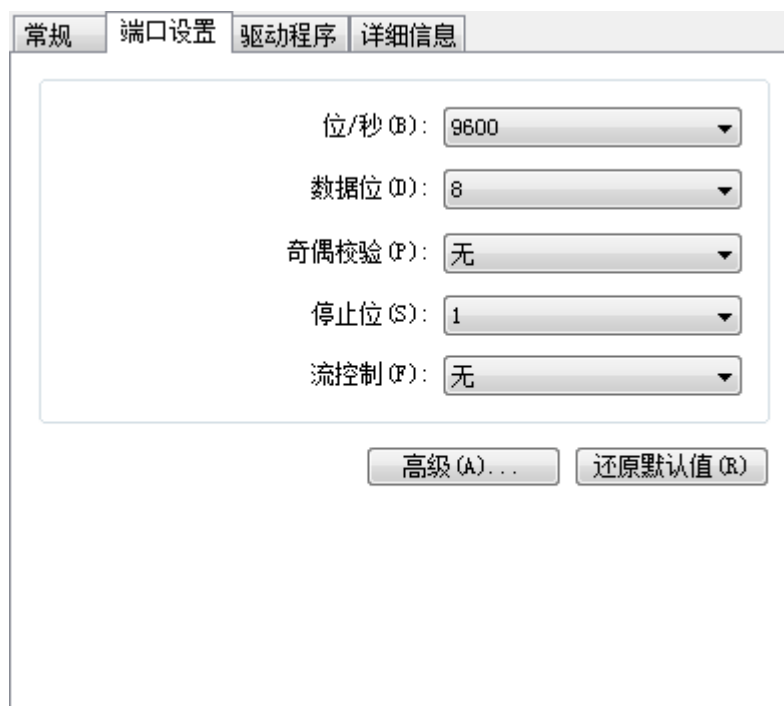 常规 端口设置 驱动程序 详细信息
位/秒(B): 9600
数据位(D): 8
奇偶校验(P): 无
停止位(S): 1
流控制(F): 无
高级(A)... 还原默认值(R)